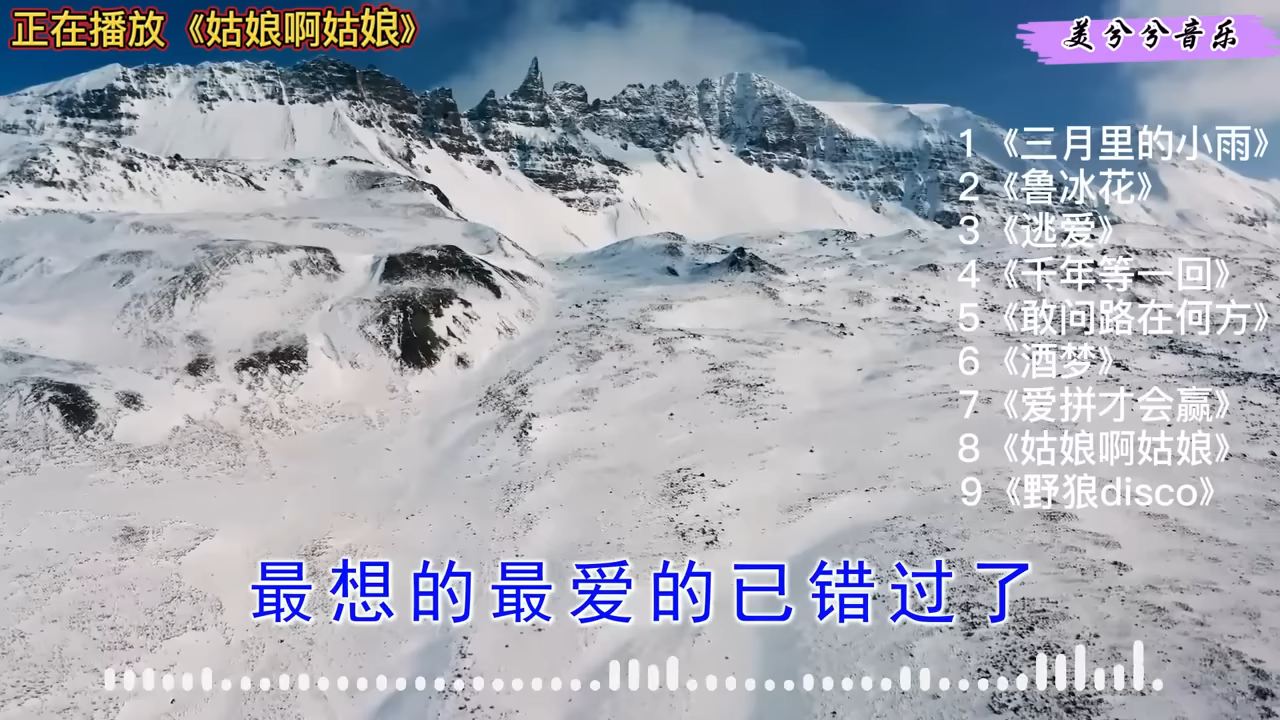 正在播放《姑娘啊姑娘》
美兮兮音乐
1《三月里的小雨》
2《鲁冰花》
3《逃爱》
4《千年等一回》
5《敢问路在何方》
6《酒梦》
7《爱拼才会赢》
8《姑娘啊姑娘》
9《野狼disco》
最想的最爱的已错过了